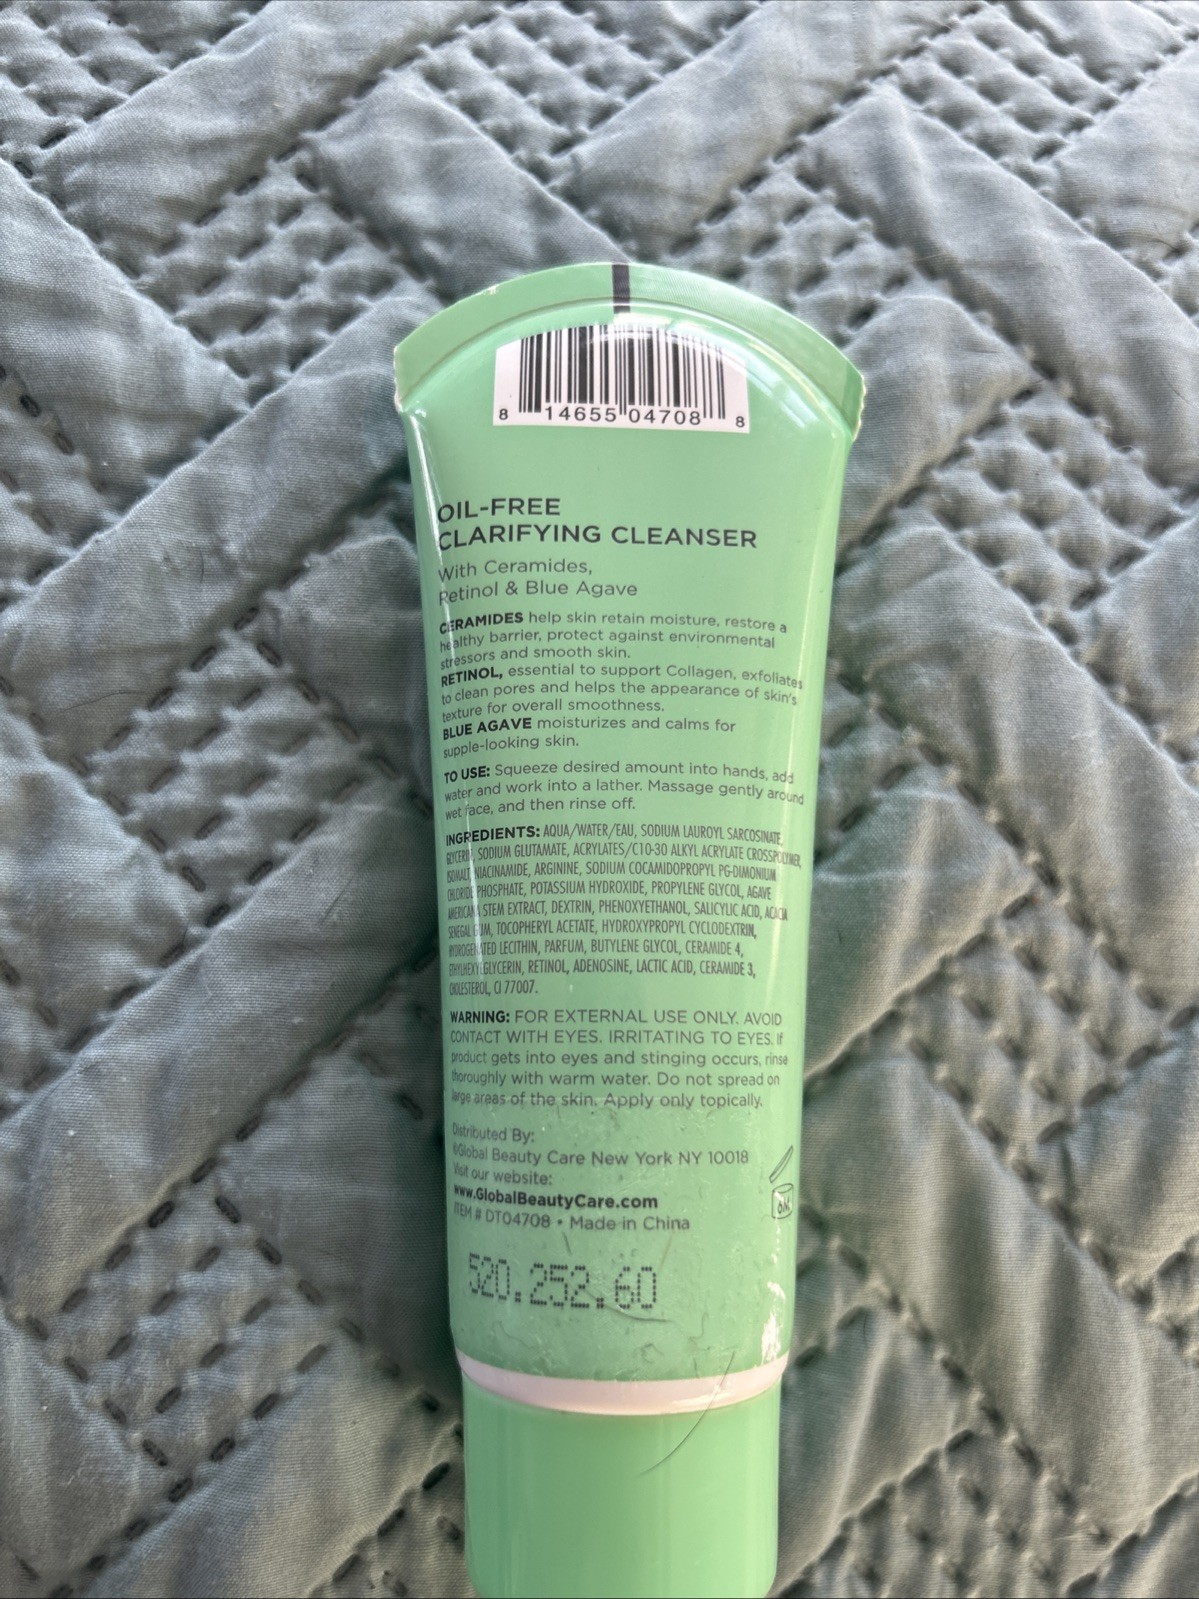 8 14655 04708 8
OIL-FREE
CLARIFYING CLEANSER
With Ceramides,
Retinol & Blue Agave
CERAMIDES help skin retain moisture, restore a
healthy barrier, protect against environmental
stressors and smooth skin.
RETINOL, essential to support Collagen, exfoliates
to clean pores and helps the appearance of skin's
texture for overall smoothness.
BLUE AGAVE moisturizes and calms for
supple-looking skin.
TO USE: Squeeze desired amount into hands, add
water and work into a lather. Massage gently around
wet face, and then rinse off.
INGREDIENTS: AQUA/WATER/EAU, SODIUM LAUROYL SARCOSINATE,
GLYCERIN, SODIUM GLUTAMATE, ACRYLATES/C10-30 ALKYL ACRYLATE CROSSPOLYMER,
ISOMALT, NIACINAMIDE, ARGININE, SODIUM COCAMIDOPROPYL PG-DIMONIUM
CHLORIDE PHOSPHATE, POTASSIUM HYDROXIDE, PROPYLENE GLYCOL, AGAVE
AMERICANA STEM EXTRACT, DEXTRIN, PHENOXYETHANOL, SALICYLIC ACID, ACACIA
SENEGAL GUM, TOCOPHERYL ACETATE, HYDROXYPROPYL CYCLODEXTRIN,
HYDROGENATED LECITHIN, PARFUM, BUTYLENE GLYCOL, CERAMIDE 4,
ETHYLHEXYLGLYCERIN, RETINOL, ADENOSINE, LACTIC ACID, CERAMIDE 3,
CHOLESTEROL, CI 77007.
WARNING: FOR EXTERNAL USE ONLY. AVOID
CONTACT WITH EYES. IRRITATING TO EYES. If
product gets into eyes and stinging occurs, rinse
thoroughly with warm water. Do not spread on
large areas of the skin. Apply only topically.
Distributed By:
©Global Beauty Care New York NY 10018
Visit our website:
www.GlobalBeautyCare.com
ITEM # DT04708 • Made in China
6M
520.252.60